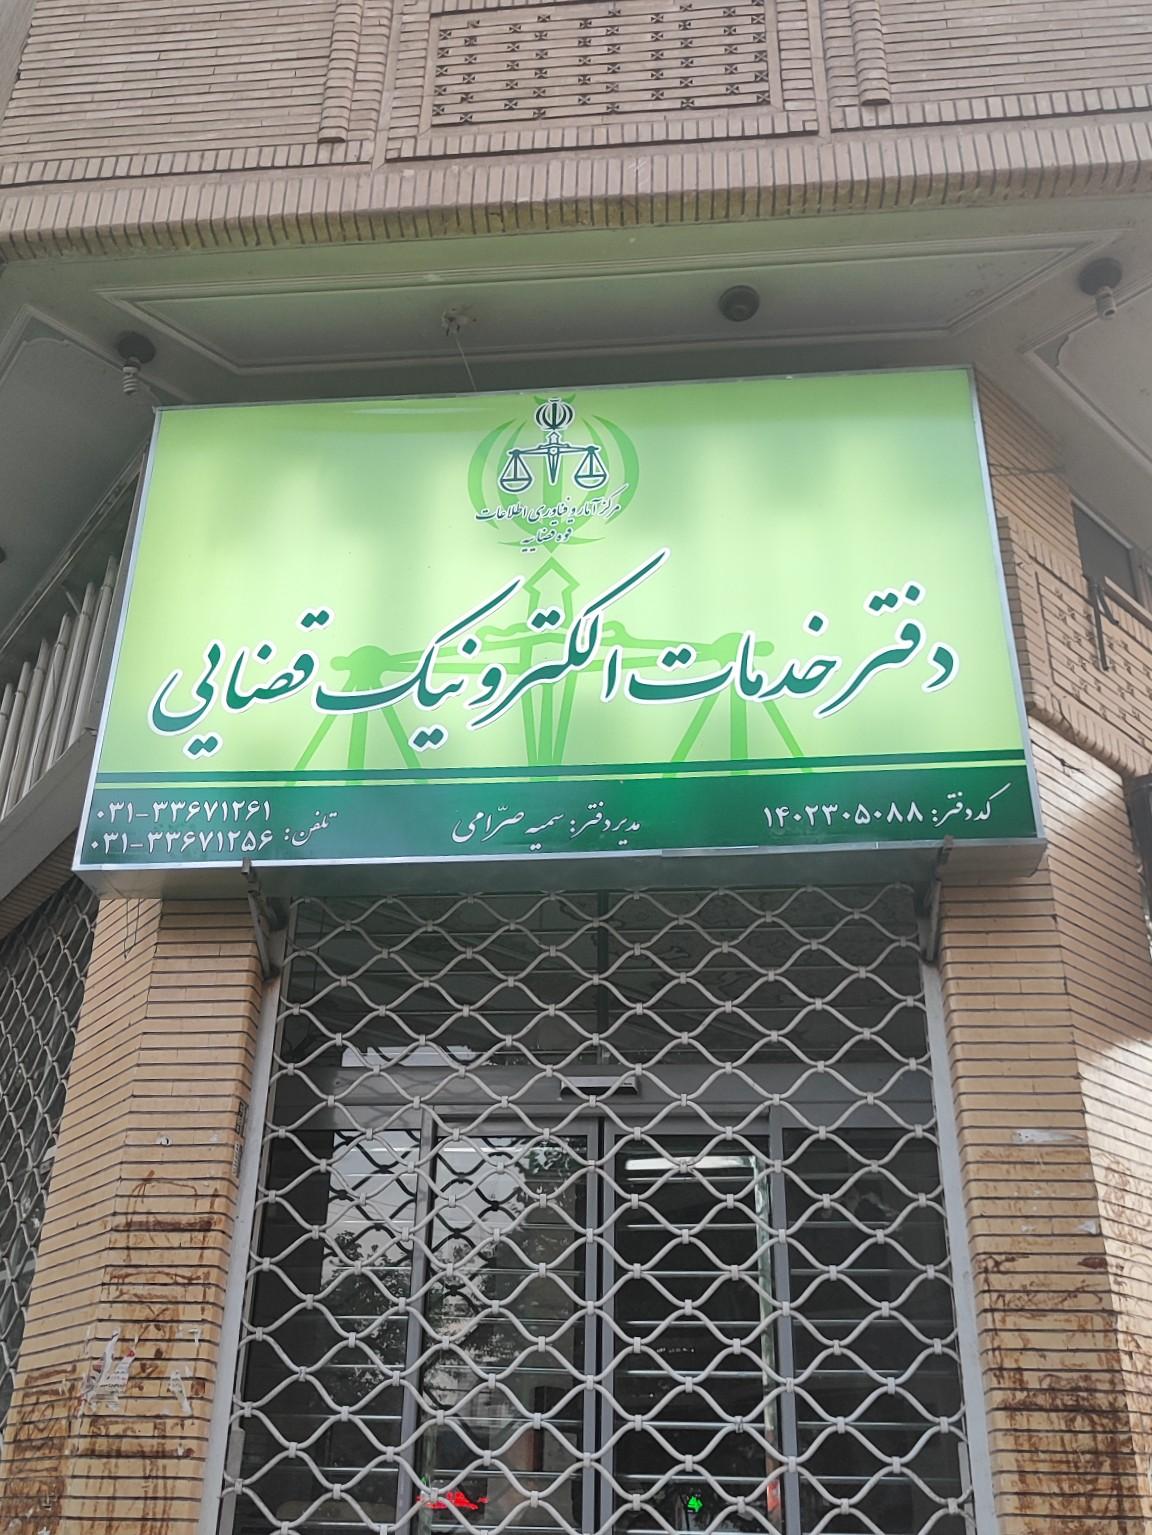 مرکز آمار و فناوری اطلاعات
قوه قضاییه
دفتر خدمات الکترونیک قضایی
کد دفتر: ۱۴۰۲۳۰۵۰۸۸
مدیر دفتر: سمیه صرّامی
تلفن: ۰۳۱-۳۳۶۷۱۲۶۱
۰۳۱-۳۳۶۷۱۲۵۶